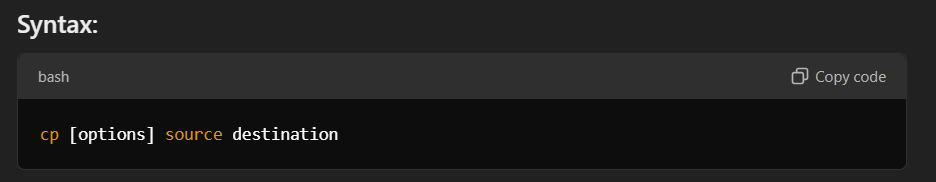 Syntax:
bash
Copy code
cp [options] source destination